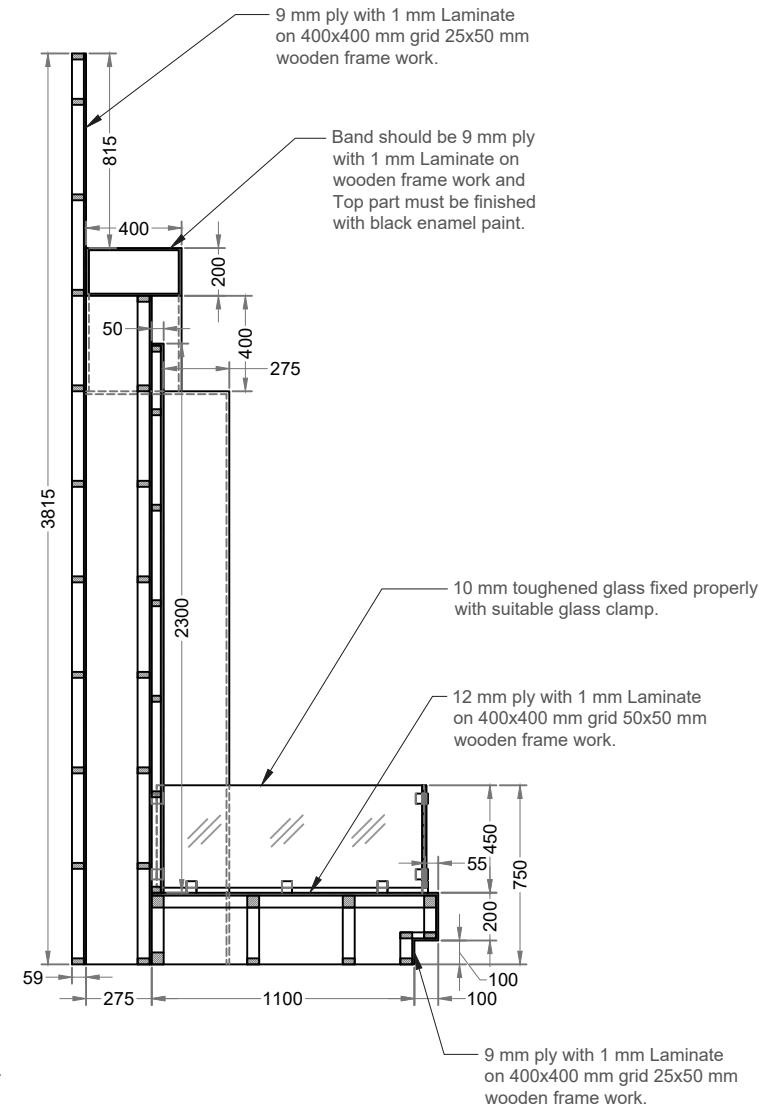 9 mm ply with 1 mm Laminate
on 400x400 mm grid 25x50 mm
wooden frame work.
Band should be 9 mm ply
with 1 mm Laminate on
wooden frame work and
Top part must be finished
with black enamel paint.
815
400
200
50
400
275
3815
2300
10 mm toughened glass fixed properly
with suitable glass clamp.
12 mm ply with 1 mm Laminate
on 400x400 mm grid 50x50 mm
wooden frame work.
450
55
750
200
100
59
275
1100
100
9 mm ply with 1 mm Laminate
on 400x400 mm grid 25x50 mm
wooden frame work.